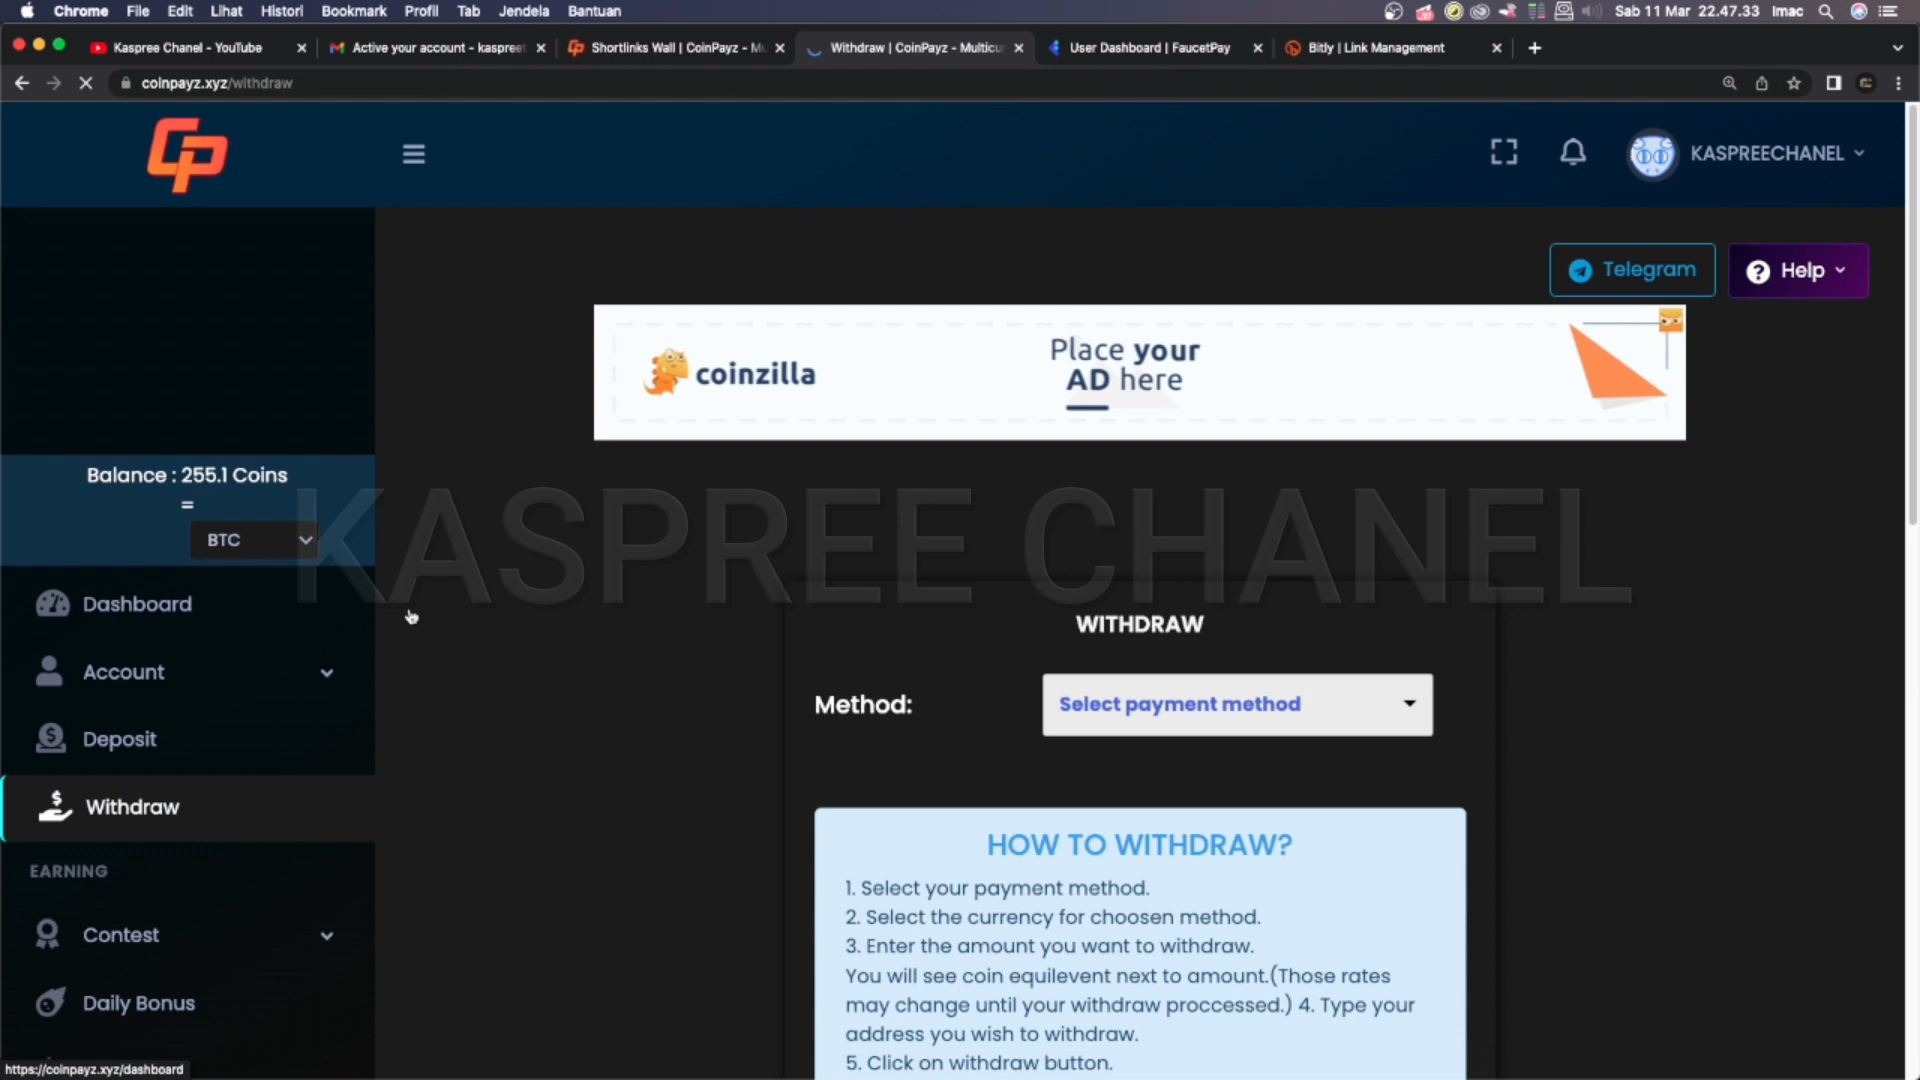 Chrome File Edit Lihat Histori Bookmark Profil Tab Jendela Bantuan Sab 11 Mar 22.47.33 Imac
Kaspree Chanel - YouTube Active your account - kaspreet Shortlinks Wall | CoinPayz - Mu Withdraw | CoinPayz - Multicur User Dashboard | FaucetPay Bitly | Link Management
coinpayz.xyz/withdraw
KASPREECHANEL
Telegram Help
coinzilla
Place your
AD here
Balance : 255.1 Coins
=
BTC
KASPREE CHANEL
Dashboard
Account
Deposit
Withdraw
EARNING
Contest
Daily Bonus
WITHDRAW
Method: Select payment method
HOW TO WITHDRAW?
1. Select your payment method.
2. Select the currency for choosen method.
3. Enter the amount you want to withdraw.
You will see coin equilevent next to amount.(Those rates
may change until your withdraw proccessed.) 4. Type your
address you wish to withdraw.
5. Click on withdraw button.
https://coinpayz.xyz/dashboard